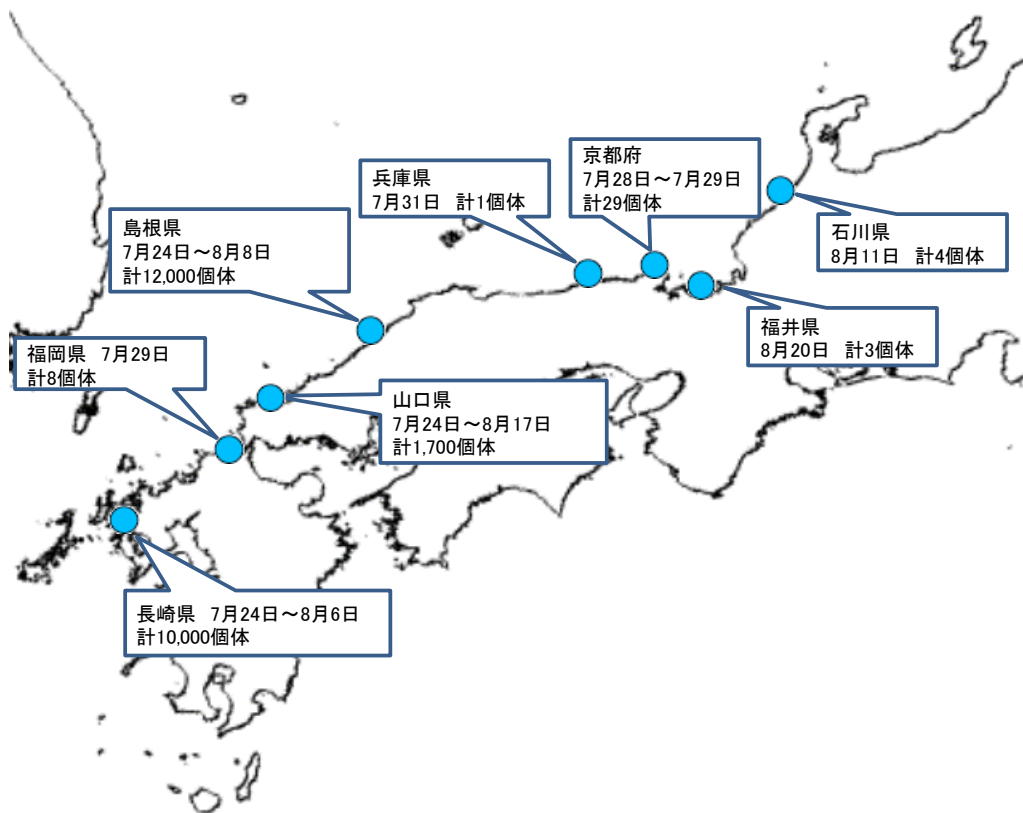 京都府
7月28日～7月29日
計29個体
兵庫県
7月31日　計1個体
石川県
8月11日　計4個体
島根県
7月24日～8月8日
計12,000個体
福井県
8月20日　計3個体
福岡県　7月29日
計8個体
山口県
7月24日～8月17日
計1,700個体
長崎県　7月24日～8月6日
計10,000個体